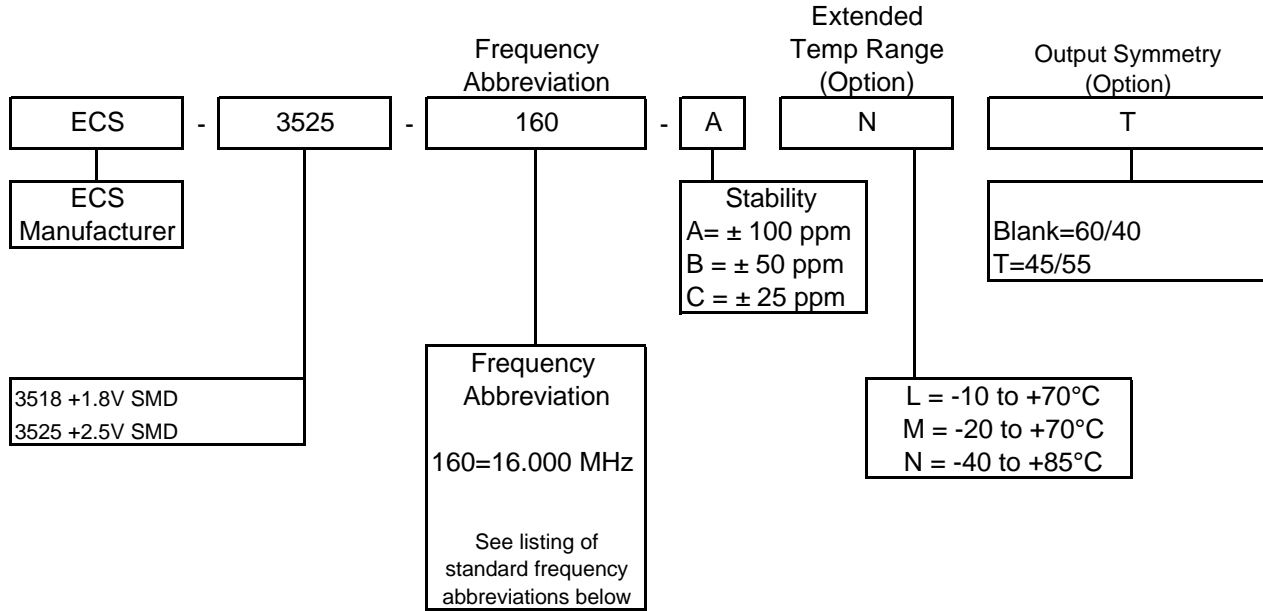 Frequency
Abbreviation
Extended
Temp Range
(Option)
Output Symmetry
(Option)
ECS - 3525 - 160 - A N T
ECS
Manufacturer
Stability
A= ± 100 ppm
B = ± 50 ppm
C = ± 25 ppm
Blank=60/40
T=45/55
3518 +1.8V SMD
3525 +2.5V SMD
Frequency
Abbreviation
160=16.000 MHz
See listing of
standard frequency
abbreviations below
L = -10 to +70°C
M = -20 to +70°C
N = -40 to +85°C